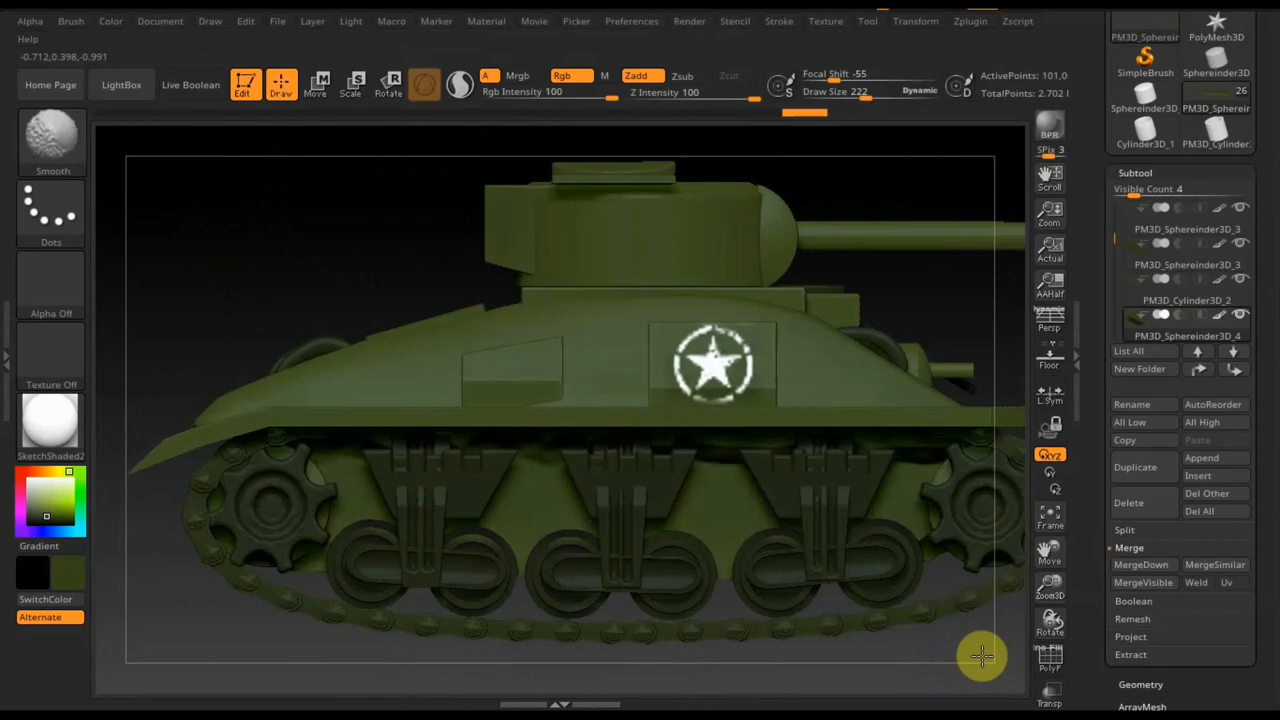 Alpha Brush Color Document Draw Edit File Layer Light Macro Marker Material Movie Picker Preferences Render Stencil Stroke Texture Tool Transform Zplugin Zscript
Help
-0.712,0.398,-0.991
Home Page
LightBox
Live Boolean
Edit
Draw
Move
Scale
Rotate
A Mrgb
Rgb M
Rgb Intensity 100
Zadd Zsub Zcut
Z Intensity 100
S
Focal Shift -55
Draw Size 222
Dynamic
D
ActivePoints: 101,0
TotalPoints: 2.702
Smooth
Dots
Alpha Off
Texture Off
SketchShaded2
Gradient
SwitchColor
Alternate
BPR
SPix 3
Scroll
Zoom
Actual
AAHalf
Dynamic
Persp
Floor
L.Sym
XYZ
Frame
Move
Zoom3D
Rotate
Line Fill
PolyF
Transp
PM3D_Spherein
PolyMesh3D
SimpleBrush
Sphereinder3D
26
Sphereinder3D_
PM3D_Sphereir
Cylinder3D_1
PM3D_Cylinder.
Subtool
Visible Count 4
PM3D_Sphereinder3D_3
PM3D_Sphereinder3D_3
PM3D_Cylinder3D_2
PM3D_Sphereinder3D_4
List All
New Folder
Rename AutoReorder
All Low All High
Copy Paste
Duplicate
Append
Insert
Delete
Del Other
Del All
Split
Merge
MergeDown MergeSimilar
MergeVisible Weld Uv
Boolean
Remesh
Project
Extract
Geometry
ArrayMesh